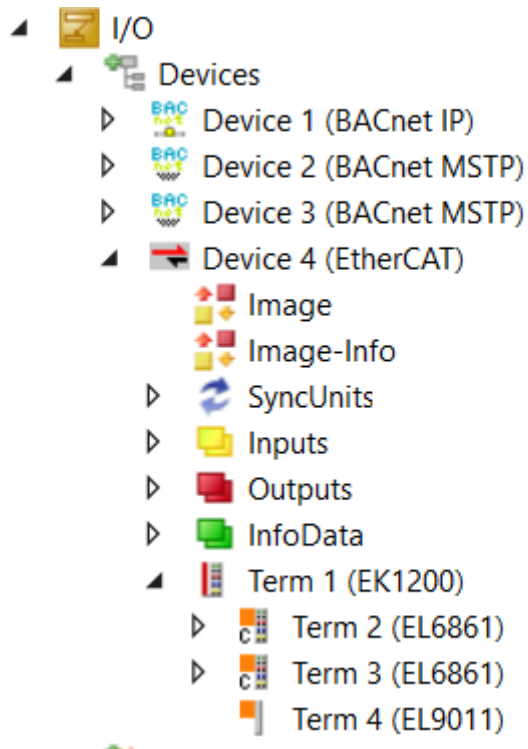 I/O
Devices
Device 1 (BACnet IP)
Device 2 (BACnet MSTP)
Device 3 (BACnet MSTP)
Device 4 (EtherCAT)
Image
Image-Info
SyncUnits
Inputs
Outputs
InfoData
Term 1 (EK1200)
Term 2 (EL6861)
Term 3 (EL6861)
Term 4 (EL9011)